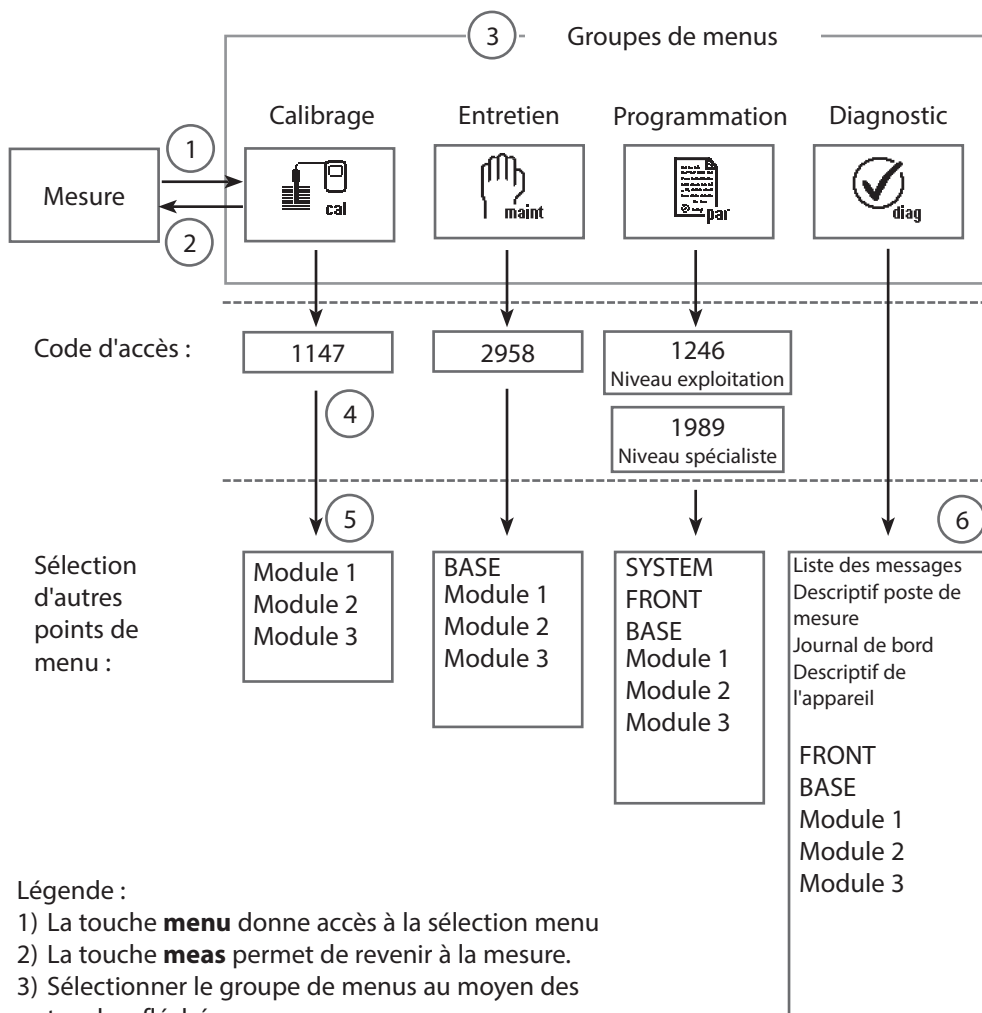 3
Groupes de menus
Calibrage
Entretien
Programmation
Diagnostic
Mesure
1
2
cal
maint
par
diag
Code d'accès :
1147
2958
1246
Niveau exploitation
1989
Niveau spécialiste
4
5
6
Sélection
d'autres
points de
menu :
Module 1
Module 2
Module 3
BASE
Module 1
Module 2
Module 3
SYSTEM
FRONT
BASE
Module 1
Module 2
Module 3
Liste des messages
Descriptif poste de
mesure
Journal de bord
Descriptif de
l'appareil
FRONT
BASE
Module 1
Module 2
Module 3
Légende :
1) La touche menu donne accès à la sélection menu
2) La touche meas permet de revenir à la mesure.
3) Sélectionner le groupe de menus au moyen des